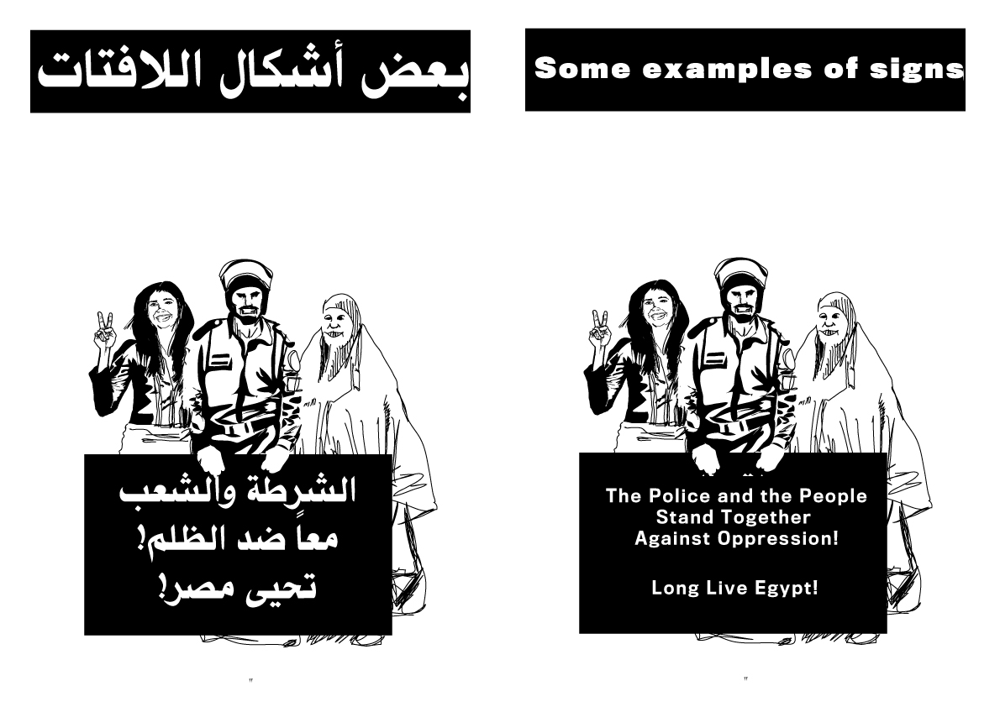 بعض أشكال اللافتات
الشرطة والشعب
معاً ضد الظلم!
تحيى مصر!
Some examples of signs
The Police and the People
Stand Together
Against Oppression!
Long Live Egypt!